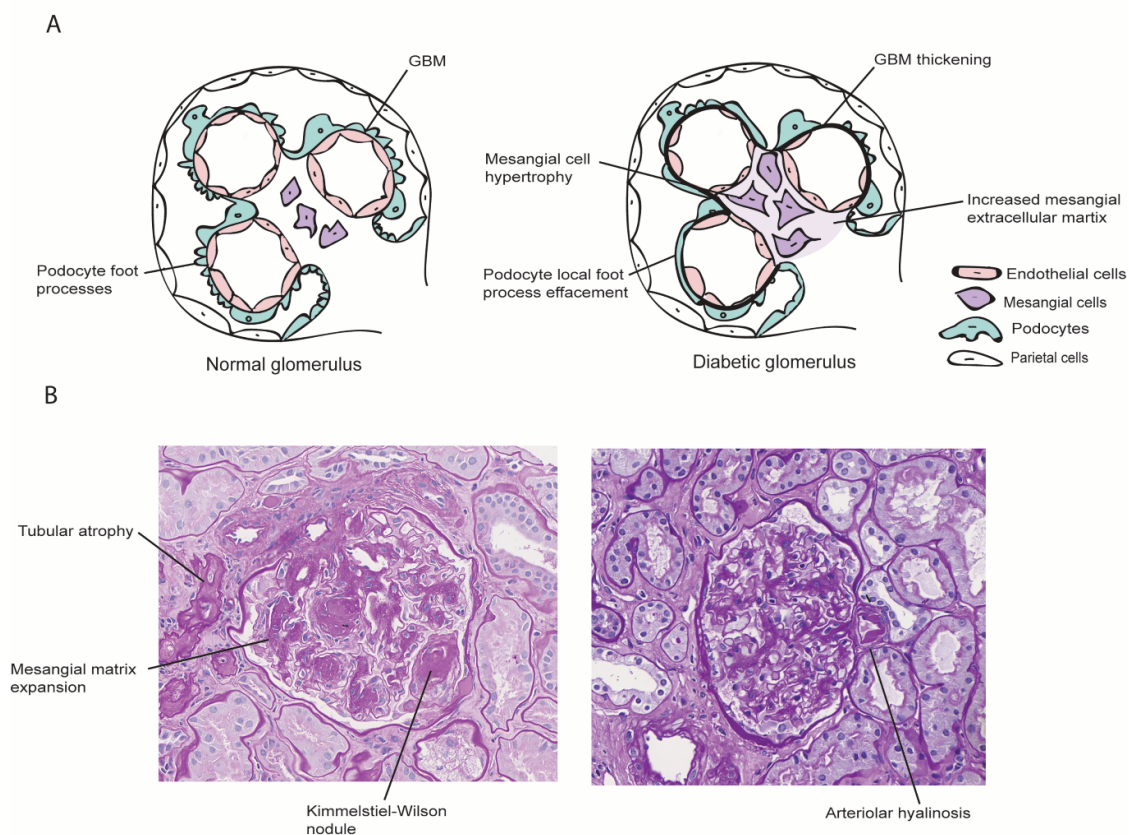 A
GBM
Podocyte foot
processes
Normal glomerulus
GBM thickening
Mesangial cell
hypertrophy
Increased mesangial
extracellular martix
Podocyte local foot
process effacement
Endothelial cells
Mesangial cells
Podocytes
Parietal cells
Diabetic glomerulus
B
Tubular atrophy
Mesangial matrix
expansion
Kimmelstiel-Wilson
nodule
Arteriolar hyalinosis